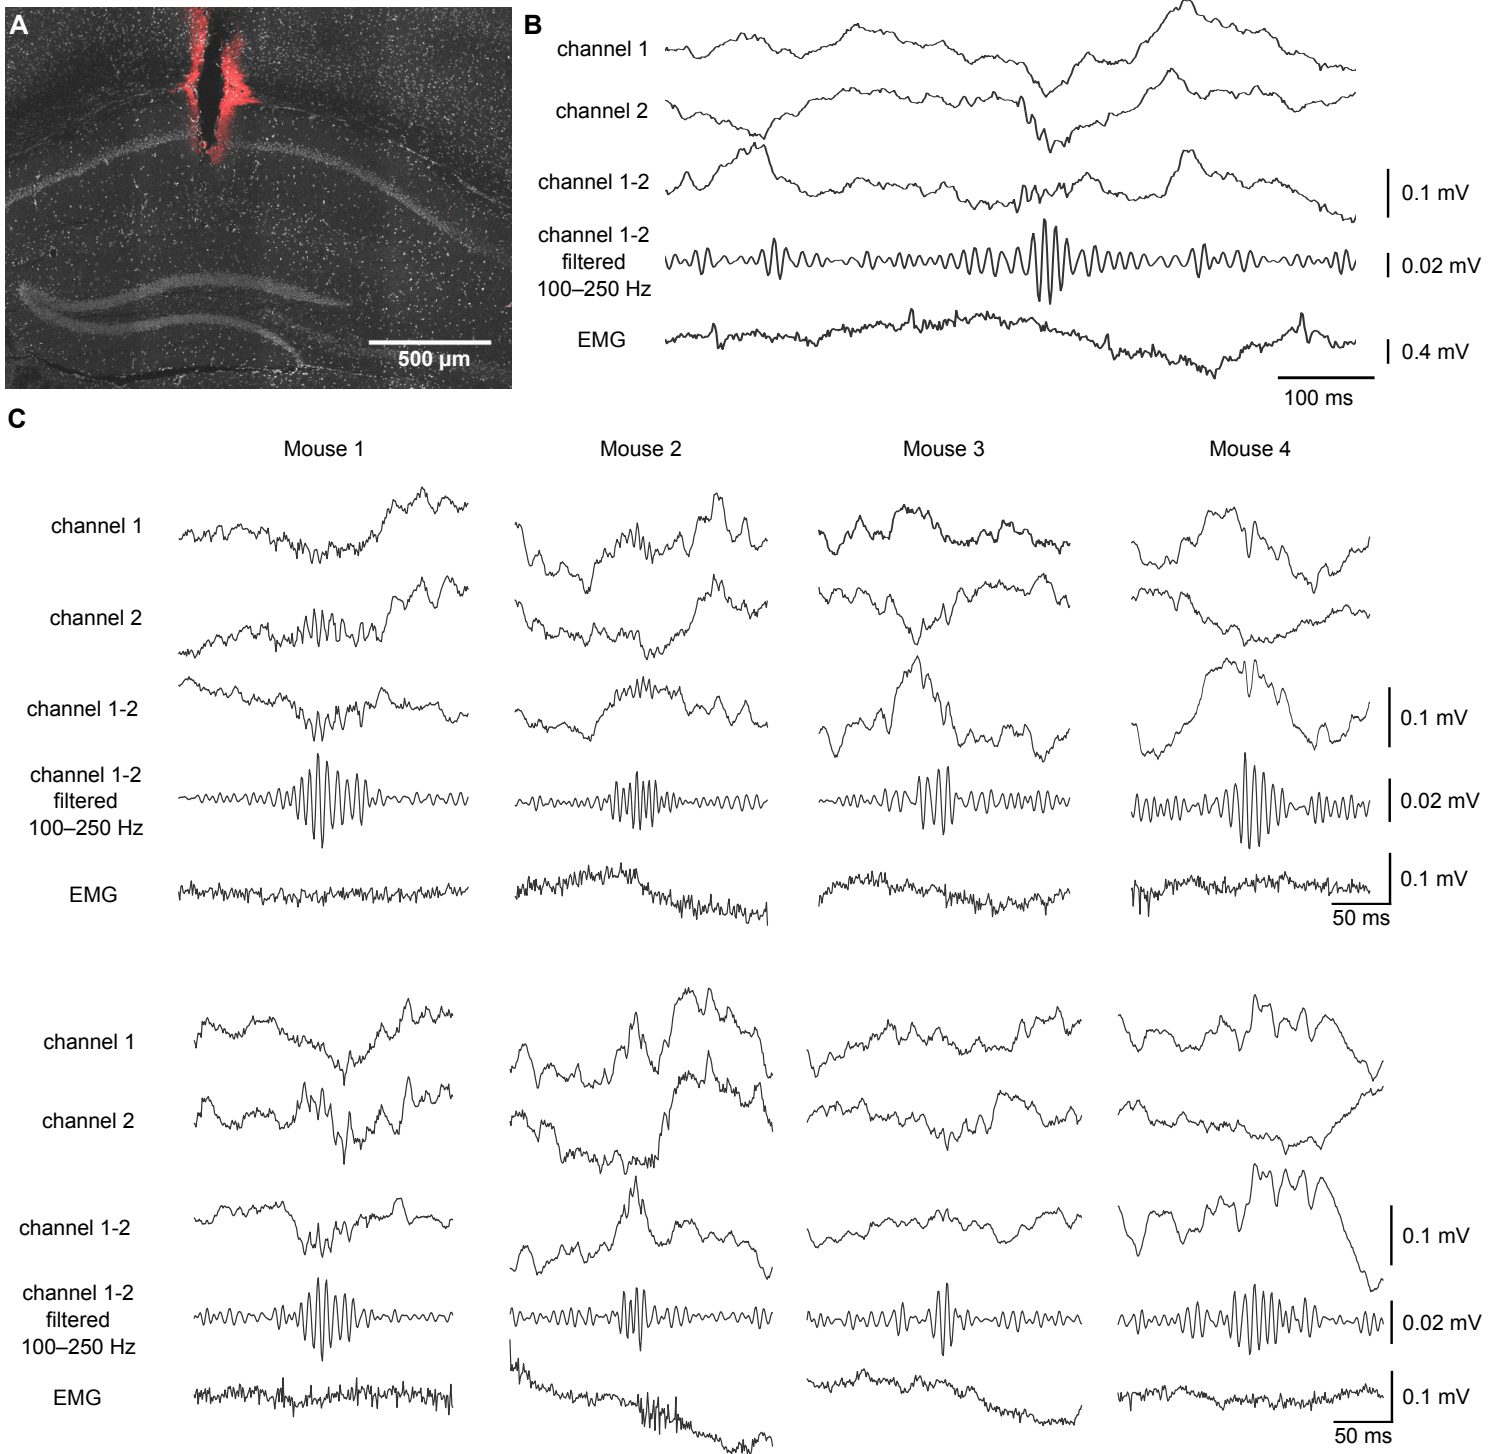 A
500 µm
B
channel 1
channel 2
channel 1-2
0.1 mV
channel 1-2
filtered
100–250 Hz
0.02 mV
EMG
0.4 mV
100 ms
C
Mouse 1
Mouse 2
Mouse 3
Mouse 4
channel 1
channel 2
channel 1-2
0.1 mV
channel 1-2
filtered
100–250 Hz
0.02 mV
EMG
0.1 mV
50 ms
channel 1
channel 2
channel 1-2
0.1 mV
channel 1-2
filtered
100–250 Hz
0.02 mV
EMG
0.1 mV
50 ms